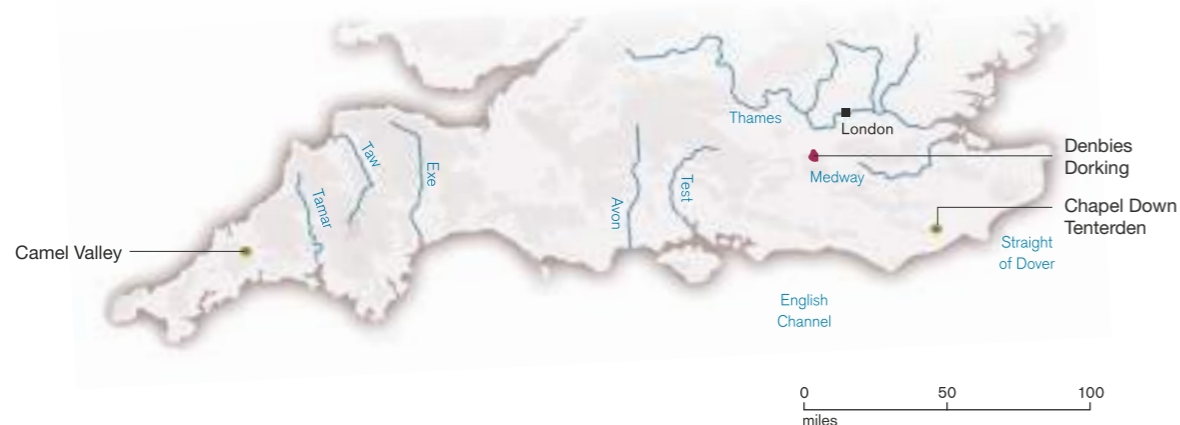 Thames
London
Denbies
Dorking
Taw
Exe
Medway
Tamar
Avon
Test
Chapel Down
Tenterden
Camel Valley
Straight
of Dover
English
Channel
0
50
100
miles